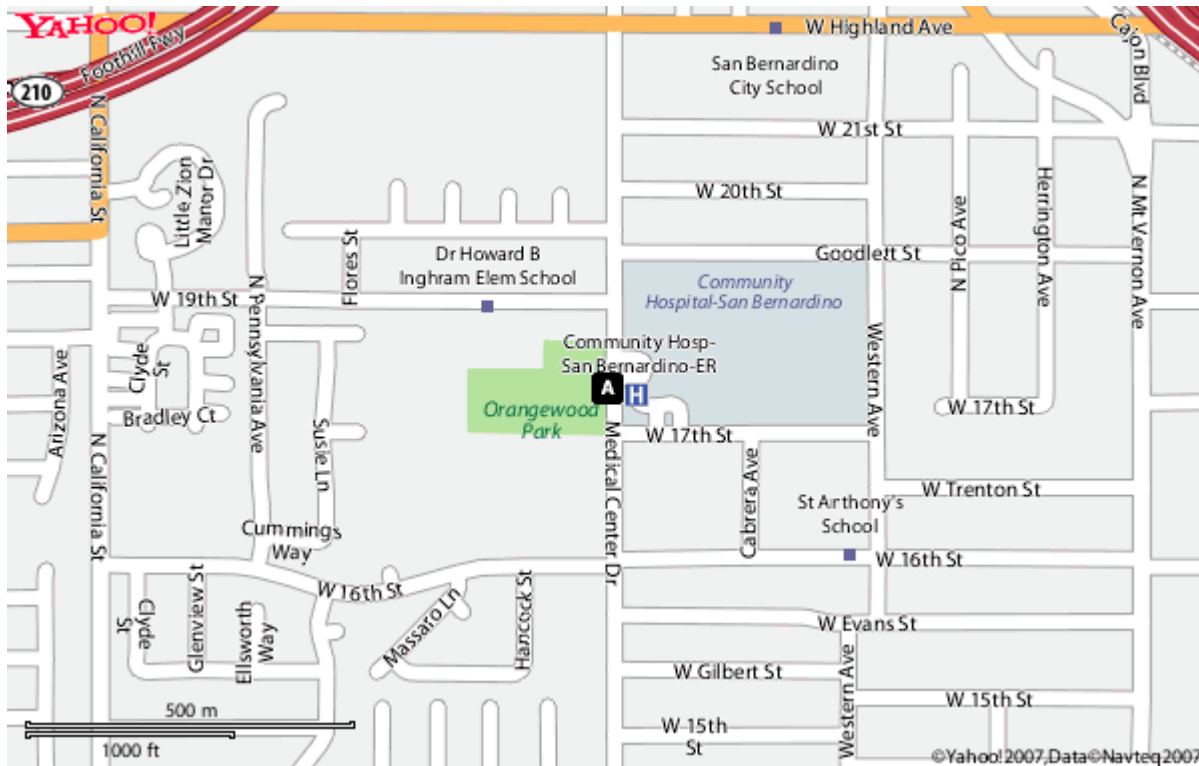 YAHOO!
Foothill Fwy
210
W Highland Ave
Cajon Blvd
San Bernardino
City School
W 21st St
N California St
Little Zion
Manor Dr
W 20th St
Herrington Ave
N Pico Ave
N Mt Vernon Ave
Flores St
Dr Howard B
Inghram Elem School
Goodlett St
Community
Hospital-San Bernardino
W 19th St
N Pennsylvania Ave
Western Ave
Community Hosp-
San Bernardino-ER
A
H
Arizona Ave
Clyde
St
Bradley Ct
Orangewood
Park
W 17th St
W 17th St
Susie Ln
Medical Center Dr
N California St
Cabrera Ave
W Trenton St
St Anthony's
School
Cummings
Way
W 16th St
W 16th St
Clyde
St
Glenview St
Ellsworth
Way
Massaro Ln
Hancock St
W Evans St
W Gilbert St
Western Ave
W 15th St
W 15th
St
500 m
1000 ft
©Yahoo!2007,Data©Navteq2007